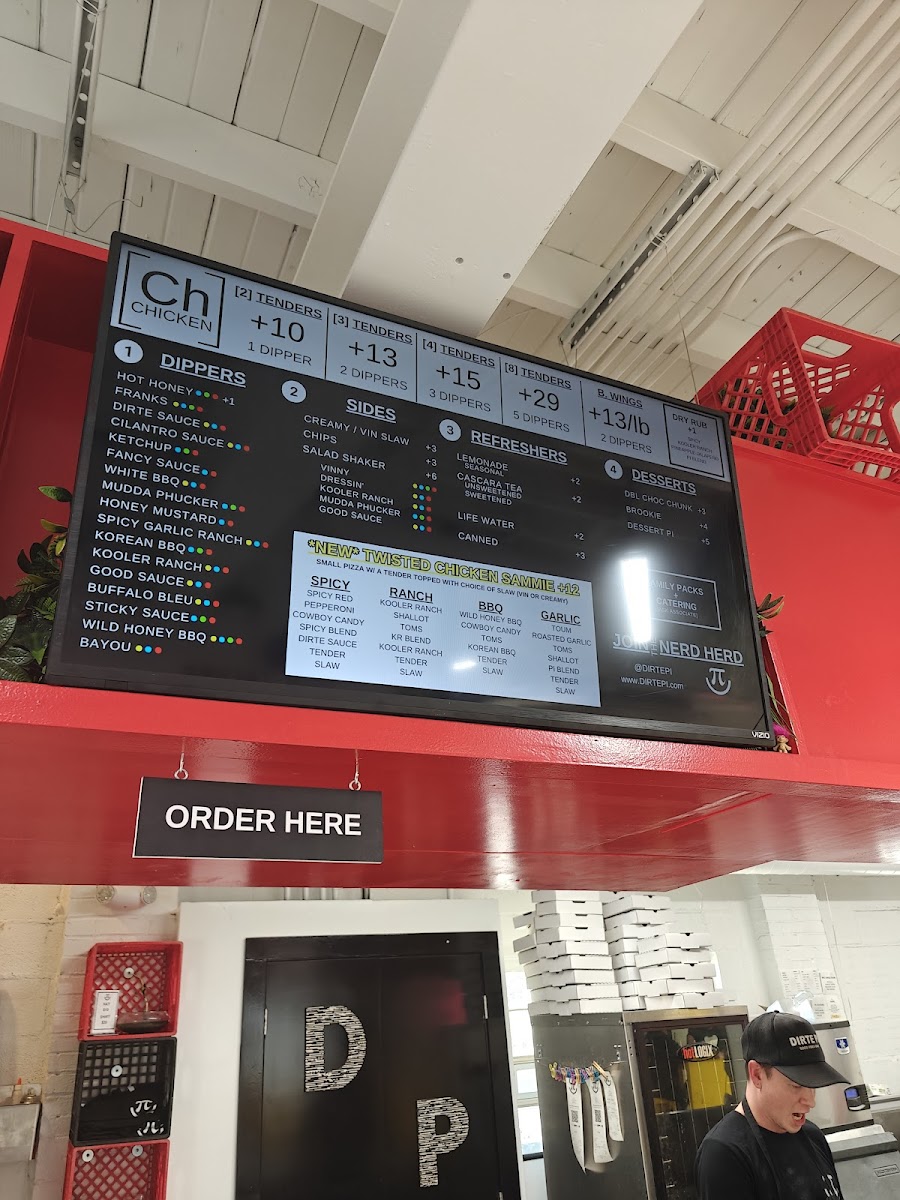 [Ch]
CHICKEN
[2] TENDERS
+10
1 DIPPER
[3] TENDERS
+13
2 DIPPERS
[4] TENDERS
+15
3 DIPPERS
[8] TENDERS
+29
5 DIPPERS
B. WINGS
+13/lb
2 DIPPERS
DRY RUB
+1
SPICY
KOOLER RANCH
1
DIPPERS
HOT HONEY +1
FRANKS
DIRTE SAUCE
CILANTRO SAUCE
KETCHUP
FANCY SAUCE
WHITE BBQ
MUDDA PHUCKER
HONEY MUSTARD
SPICY GARLIC RANCH
KOREAN BBQ
KOOLER RANCH
GOOD SAUCE
BUFFALO BLEU
STICKY SAUCE
WILD HONEY BBQ
BAYOU
2
SIDES
CREAMY / VIN SLAW +3
CHIPS +3
SALAD SHAKER +6
VINNY
DRESSIN'
KOOLER RANCH
MUDDA PHUCKER
GOOD SAUCE
3
REFRESHERS
LEMONADE +2
SEASONAL
CASCARA TEA +2
UNSWEETENED
SWEETENED
LIFE WATER +2
CANNED +3
4
DESSERTS
DBL CHOC CHUNK +3
BROOKIE +4
DESSERT Pi +5
*NEW* TWISTED CHICKEN SAMMIE +12
SMALL PIZZA W/ A TENDER TOPPED WITH CHOICE OF SLAW (VIN OR CREAMY)
SPICY
SPICY RED
PEPPERONI
COWBOY CANDY
SPICY BLEND
DIRTE SAUCE
TENDER
SLAW
RANCH
KOOLER RANCH
SHALLOT
TOMS
KR BLEND
KOOLER RANCH
TENDER
SLAW
BBQ
WILD HONEY BBQ
COWBOY CANDY
TOMS
KOREAN BBQ
TENDER
SLAW
GARLIC
TOUM
ROASTED GARLIC
TOMS
SHALLOT
Pi BLEND
TENDER
SLAW
PACKS
+
CATERING
JOIN THE NERD HERD
@DIRTEPI
www.DIRTEPI.com
π
VIZIO
ORDER HERE
D
P
π
HOTLOGIX
DIRTE